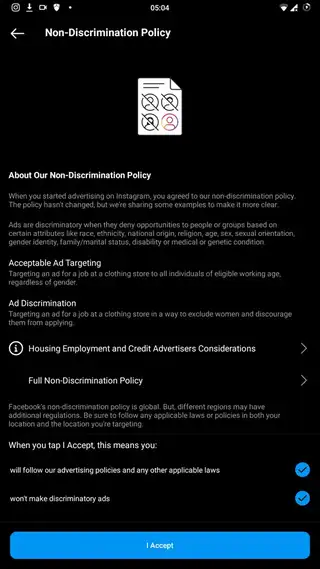 05:04
Non-Discrimination Policy
About Our Non-Discrimination Policy
When you started advertising on Instagram, you agreed to our non-discrimination policy.
The policy hasn't changed, but we're sharing some examples to make it more clear.
Ads are discriminatory when they deny opportunities to people or groups based on
certain attributes like race, ethnicity, national origin, religion, age, sex, sexual orientation,
gender identity, family/marital status, disability or medical or genetic condition.
Acceptable Ad Targeting
Targeting an ad for a job at a clothing store to all individuals of eligible working age,
regardless of gender.
Ad Discrimination
Targeting an ad for a job at a clothing store in a way to exclude women and discourage
them from applying.
Housing Employment and Credit Advertisers Considerations
Full Non-Discrimination Policy
Facebook's non-discrimination policy is global. But, different regions may have
additional regulations. Be sure to follow any applicable laws or policies in both your
location and the location you're targeting.
When you tap I Accept, this means you:
will follow our advertising policies and any other applicable laws
won't make discriminatory ads
I Accept